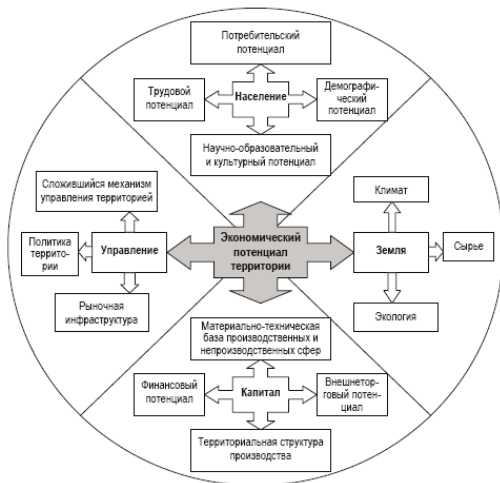 Потребительский
потенциал
Трудовой
потенциал
Население
Демографи-
ческий
потенциал
Научно-образовательный
и культурный потенциал
Сложившийся механизм
управления территорией
Политика
террито-
рии
Управление
Рыночная
инфраструктура
Экономический
потенциал
территории
Климат
Земля
Сырье
Экология
Материально-техническая
база производственных и
непроизводственных сфер
Финансовый
потенциал
Капитал
Внешнетор-
говый потен-
циал
Территориальная структура
производства